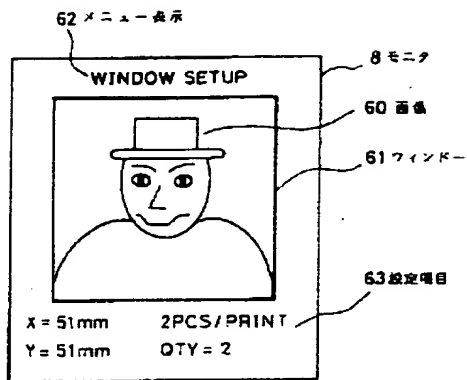 62 メニュー表示
8 モニタ
WINDOW SETUP
60 画像
61 ウィンドー
63 設定項目
X = 51mm 2PCS/PRINT
Y = 51mm QTY = 2